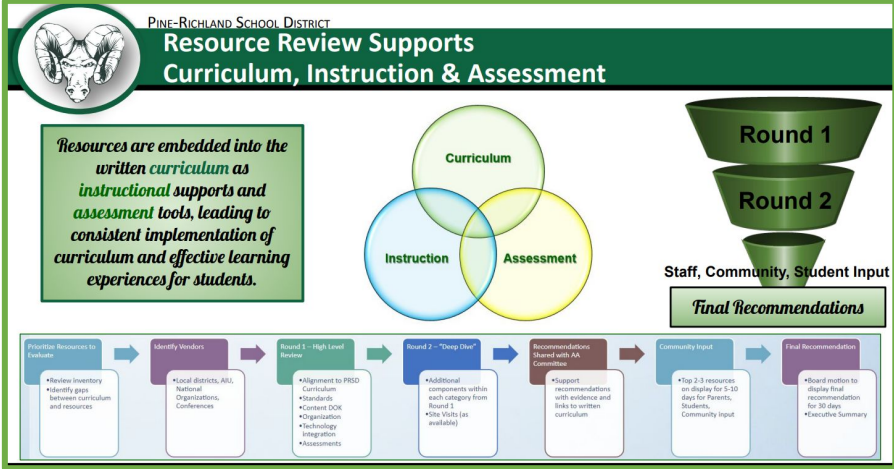 PINE-RICHLAND SCHOOL DISTRICT
Resource Review Supports
Curriculum, Instruction & Assessment
Resources are embedded into the
written curriculum as
instructional supports and
assessment tools, leading to
consistent implementation of
curriculum and effective learning
experiences for students.
Curriculum
Instruction
Assessment
Round 1
Round 2
Staff, Community, Student Input
Final Recommendations
Prioritize Resources to
Evaluate
•Review inventory
•Identify gaps
between curriculum
and resources
Identify Vendors
•Local districts, AIU,
National
Organizations,
Conferences
Round 1 – High Level
Review
•Alignment to PRSD
Curriculum
•Standards
•Content DOK
•Organization
•Technology
Integration
•Assessments
Round 2 – "Deep Dive"
•Additional
components within
each category from
Round 1
•Site Visits (as
available)
Recommendations
Shared with AA
Committee
•Support
recommendations
with evidence and
links to written
curriculum
Community Input
•Top 2-3 resources
on display for 5-10
days for Parents,
Students,
Community input
Final Recommendation
•Board motion to
display final
recommendation
for 30 days
•Executive Summary